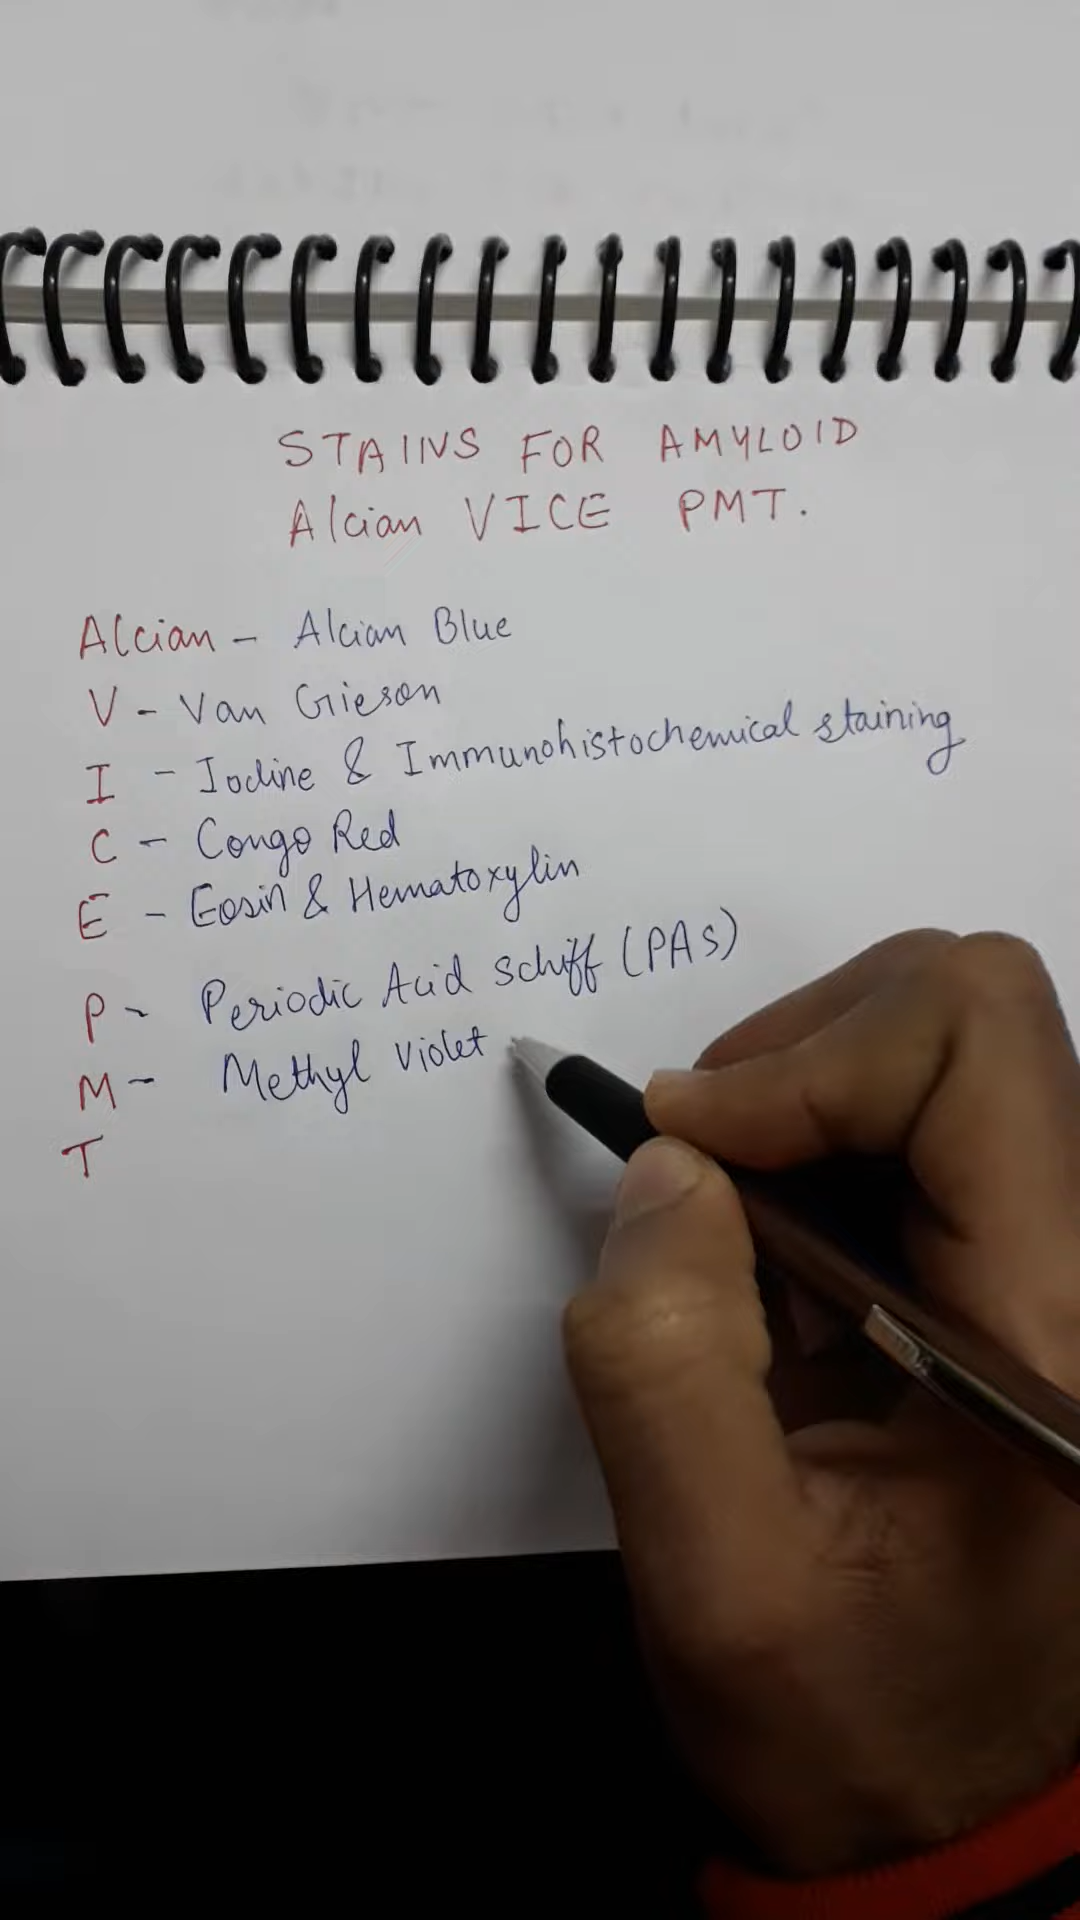 STAINS FOR AMYLOID
Alcian VICE PMT.
Alcian - Alcian Blue
V - Van Gieson
I - Iodine & Immunohistochemical staining
C - Congo Red
E - Eosin & Hematoxylin
P - Periodic Acid Schiff (PAS)
M - Methyl Violet
T